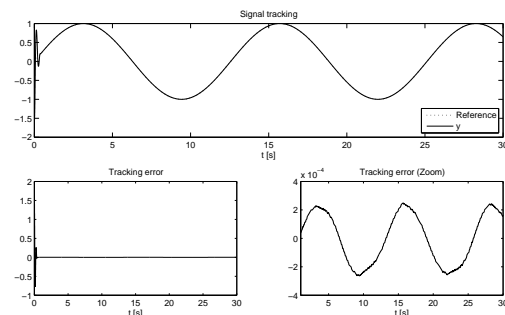 Signal tracking
1
0.5
0
−0.5
−1
−1.5
−2
0 5 10 15 20 25 30
t [s]
Reference
y
Tracking error
2
1.5
1
0.5
0
−0.5
−1
0 5 10 15 20 25 30
t [s]
Tracking error (Zoom)
x 10−4
4
2
0
−2
−4
5 10 15 20 25 30
t [s]